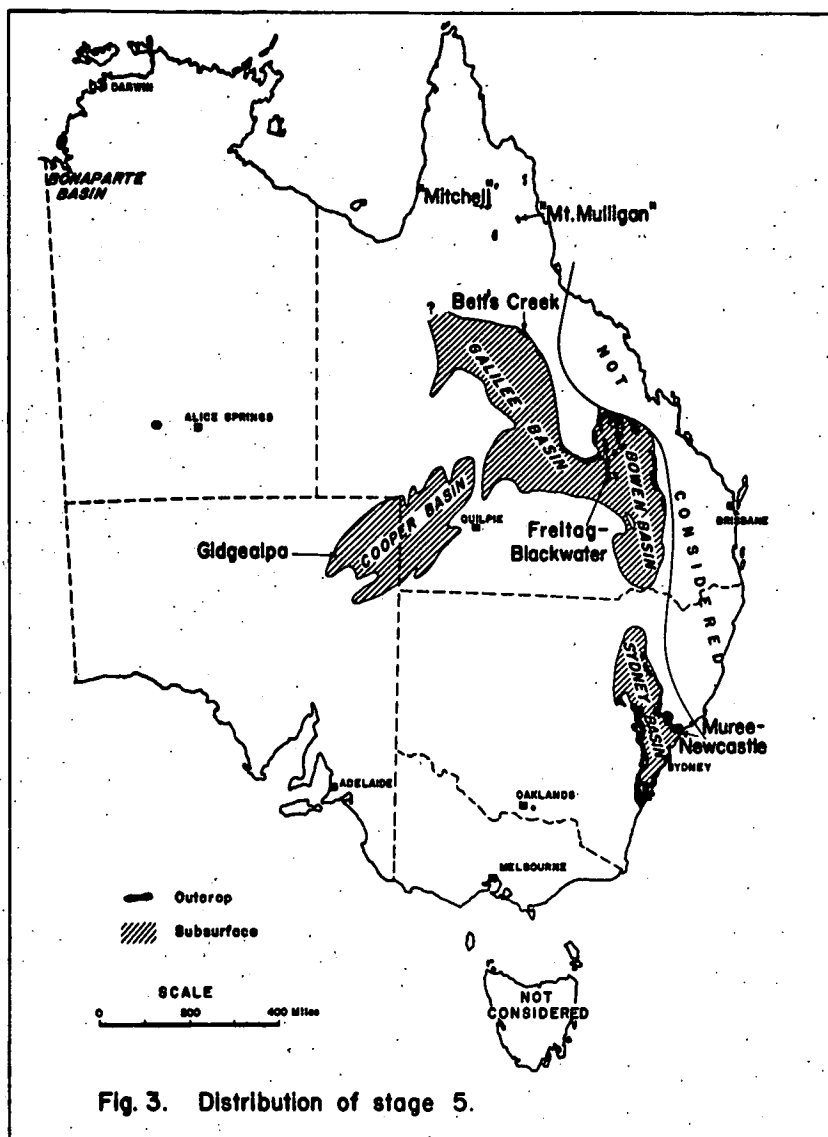 DARWIN
BONAPARTE
BASIN
"Mitchell"
"Mt. Mulligan"
Bett's Creek
?
NOT
CONSIDERED
GALILEE BASIN
ALICE SPRINGS
BOWEN BASIN
COOPER BASIN
QUILPIE
BRISBANE
Gidgealpa
Freitag-
Blackwater
SYDNEY BASIN
Muree-
Newcastle
SYDNEY
ADELAIDE
OAKLANDS
MELBOURNE
Outcrop
Subsurface
SCALE
0 200 400 Miles
NOT
CONSIDERED
Fig. 3. Distribution of stage 5.